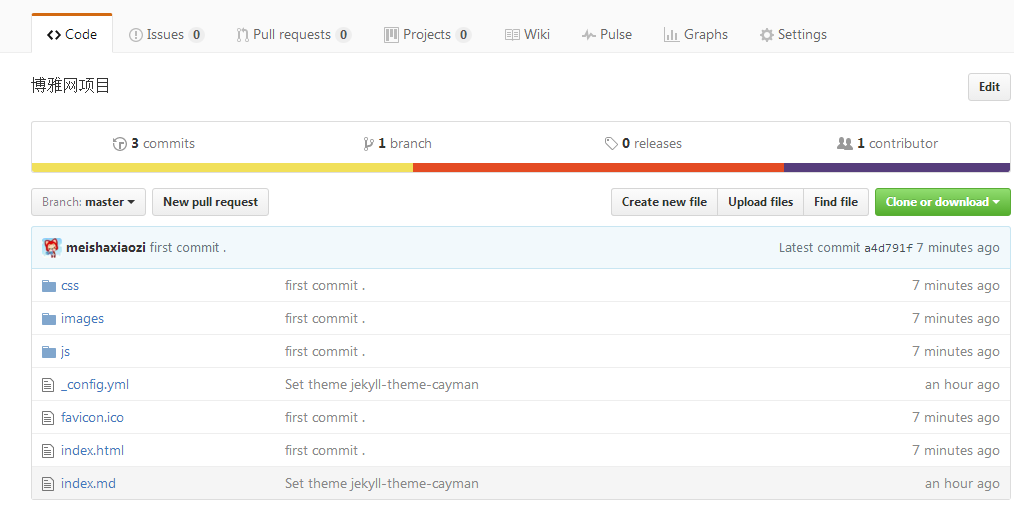 Code Issues 0 Pull requests 0 Projects 0 Wiki Pulse Graphs Settings
博雅网项目 Edit
3 commits 1 branch 0 releases 1 contributor
Branch: master New pull request Create new file Upload files Find file Clone or download
meishaxiaozi first commit . Latest commit a4d791f 7 minutes ago
css first commit . 7 minutes ago
images first commit . 7 minutes ago
js first commit . 7 minutes ago
_config.yml Set theme jekyll-theme-cayman an hour ago
favicon.ico first commit . 7 minutes ago
index.html first commit . 7 minutes ago
index.md Set theme jekyll-theme-cayman an hour ago